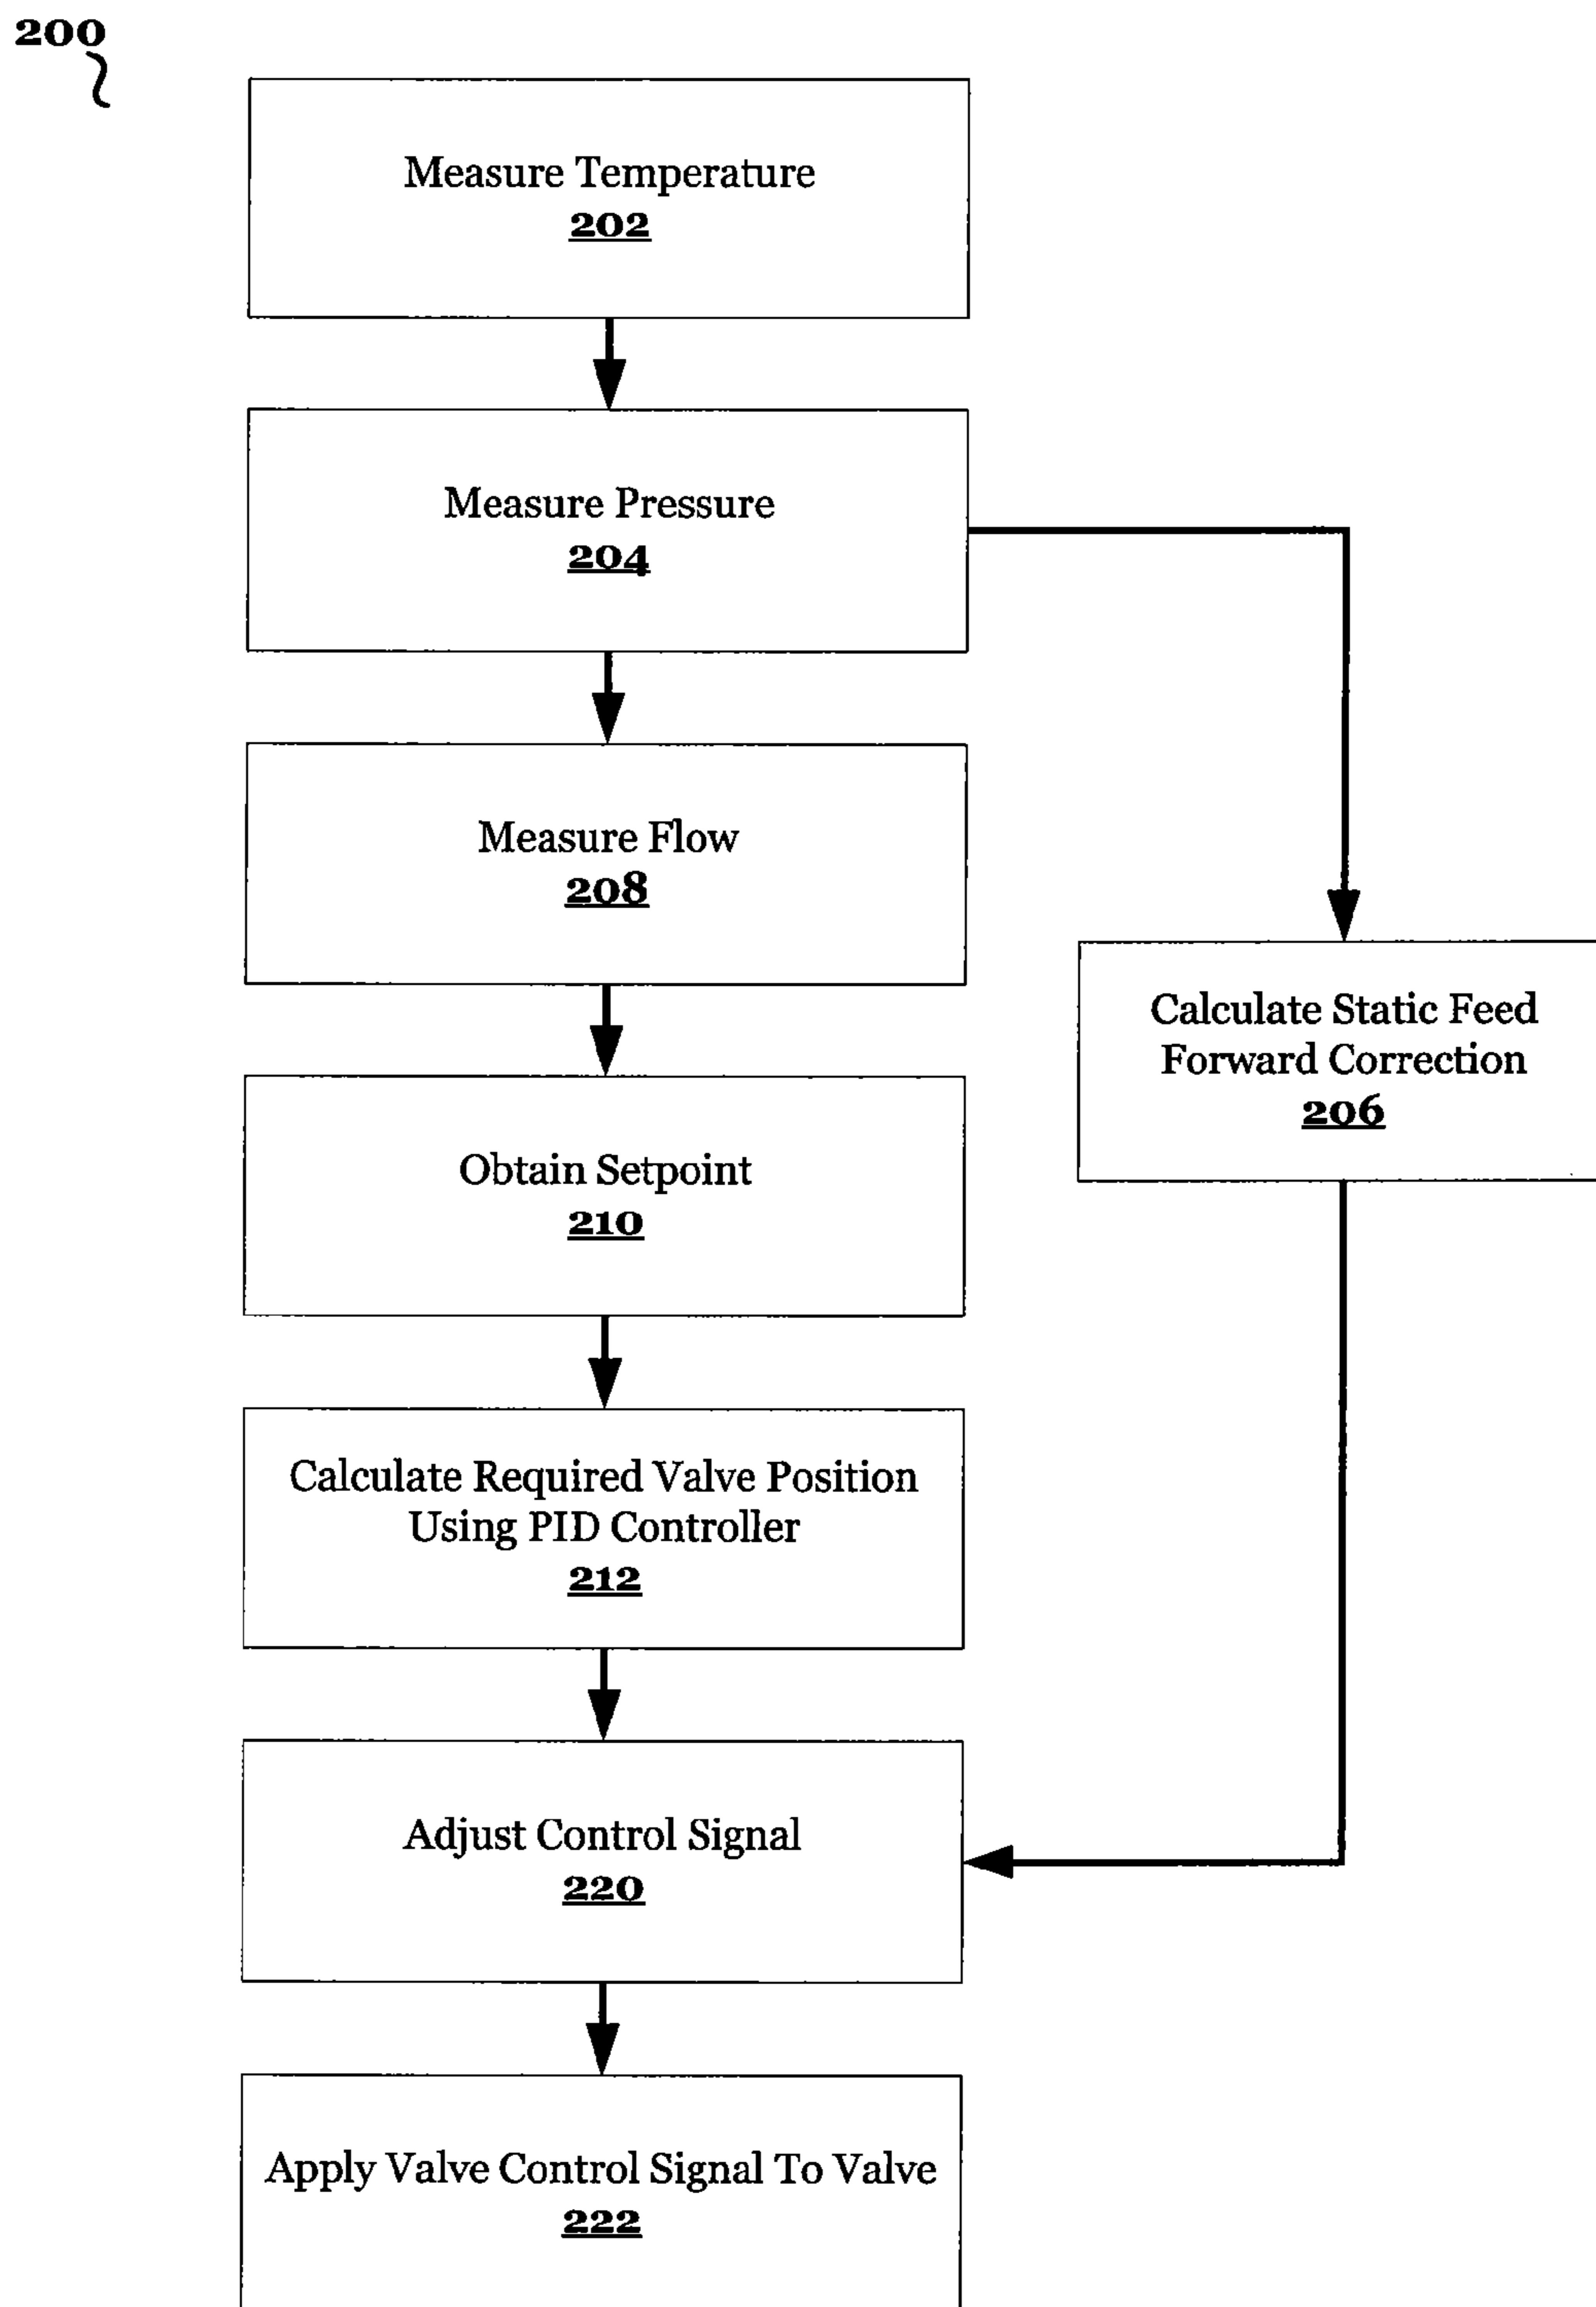 200
Measure Temperature
202
Measure Pressure
204
Measure Flow
208
Calculate Static Feed
Forward Correction
206
Obtain Setpoint
210
Calculate Required Valve Position
Using PID Controller
212
Adjust Control Signal
220
Apply Valve Control Signal To Valve
222